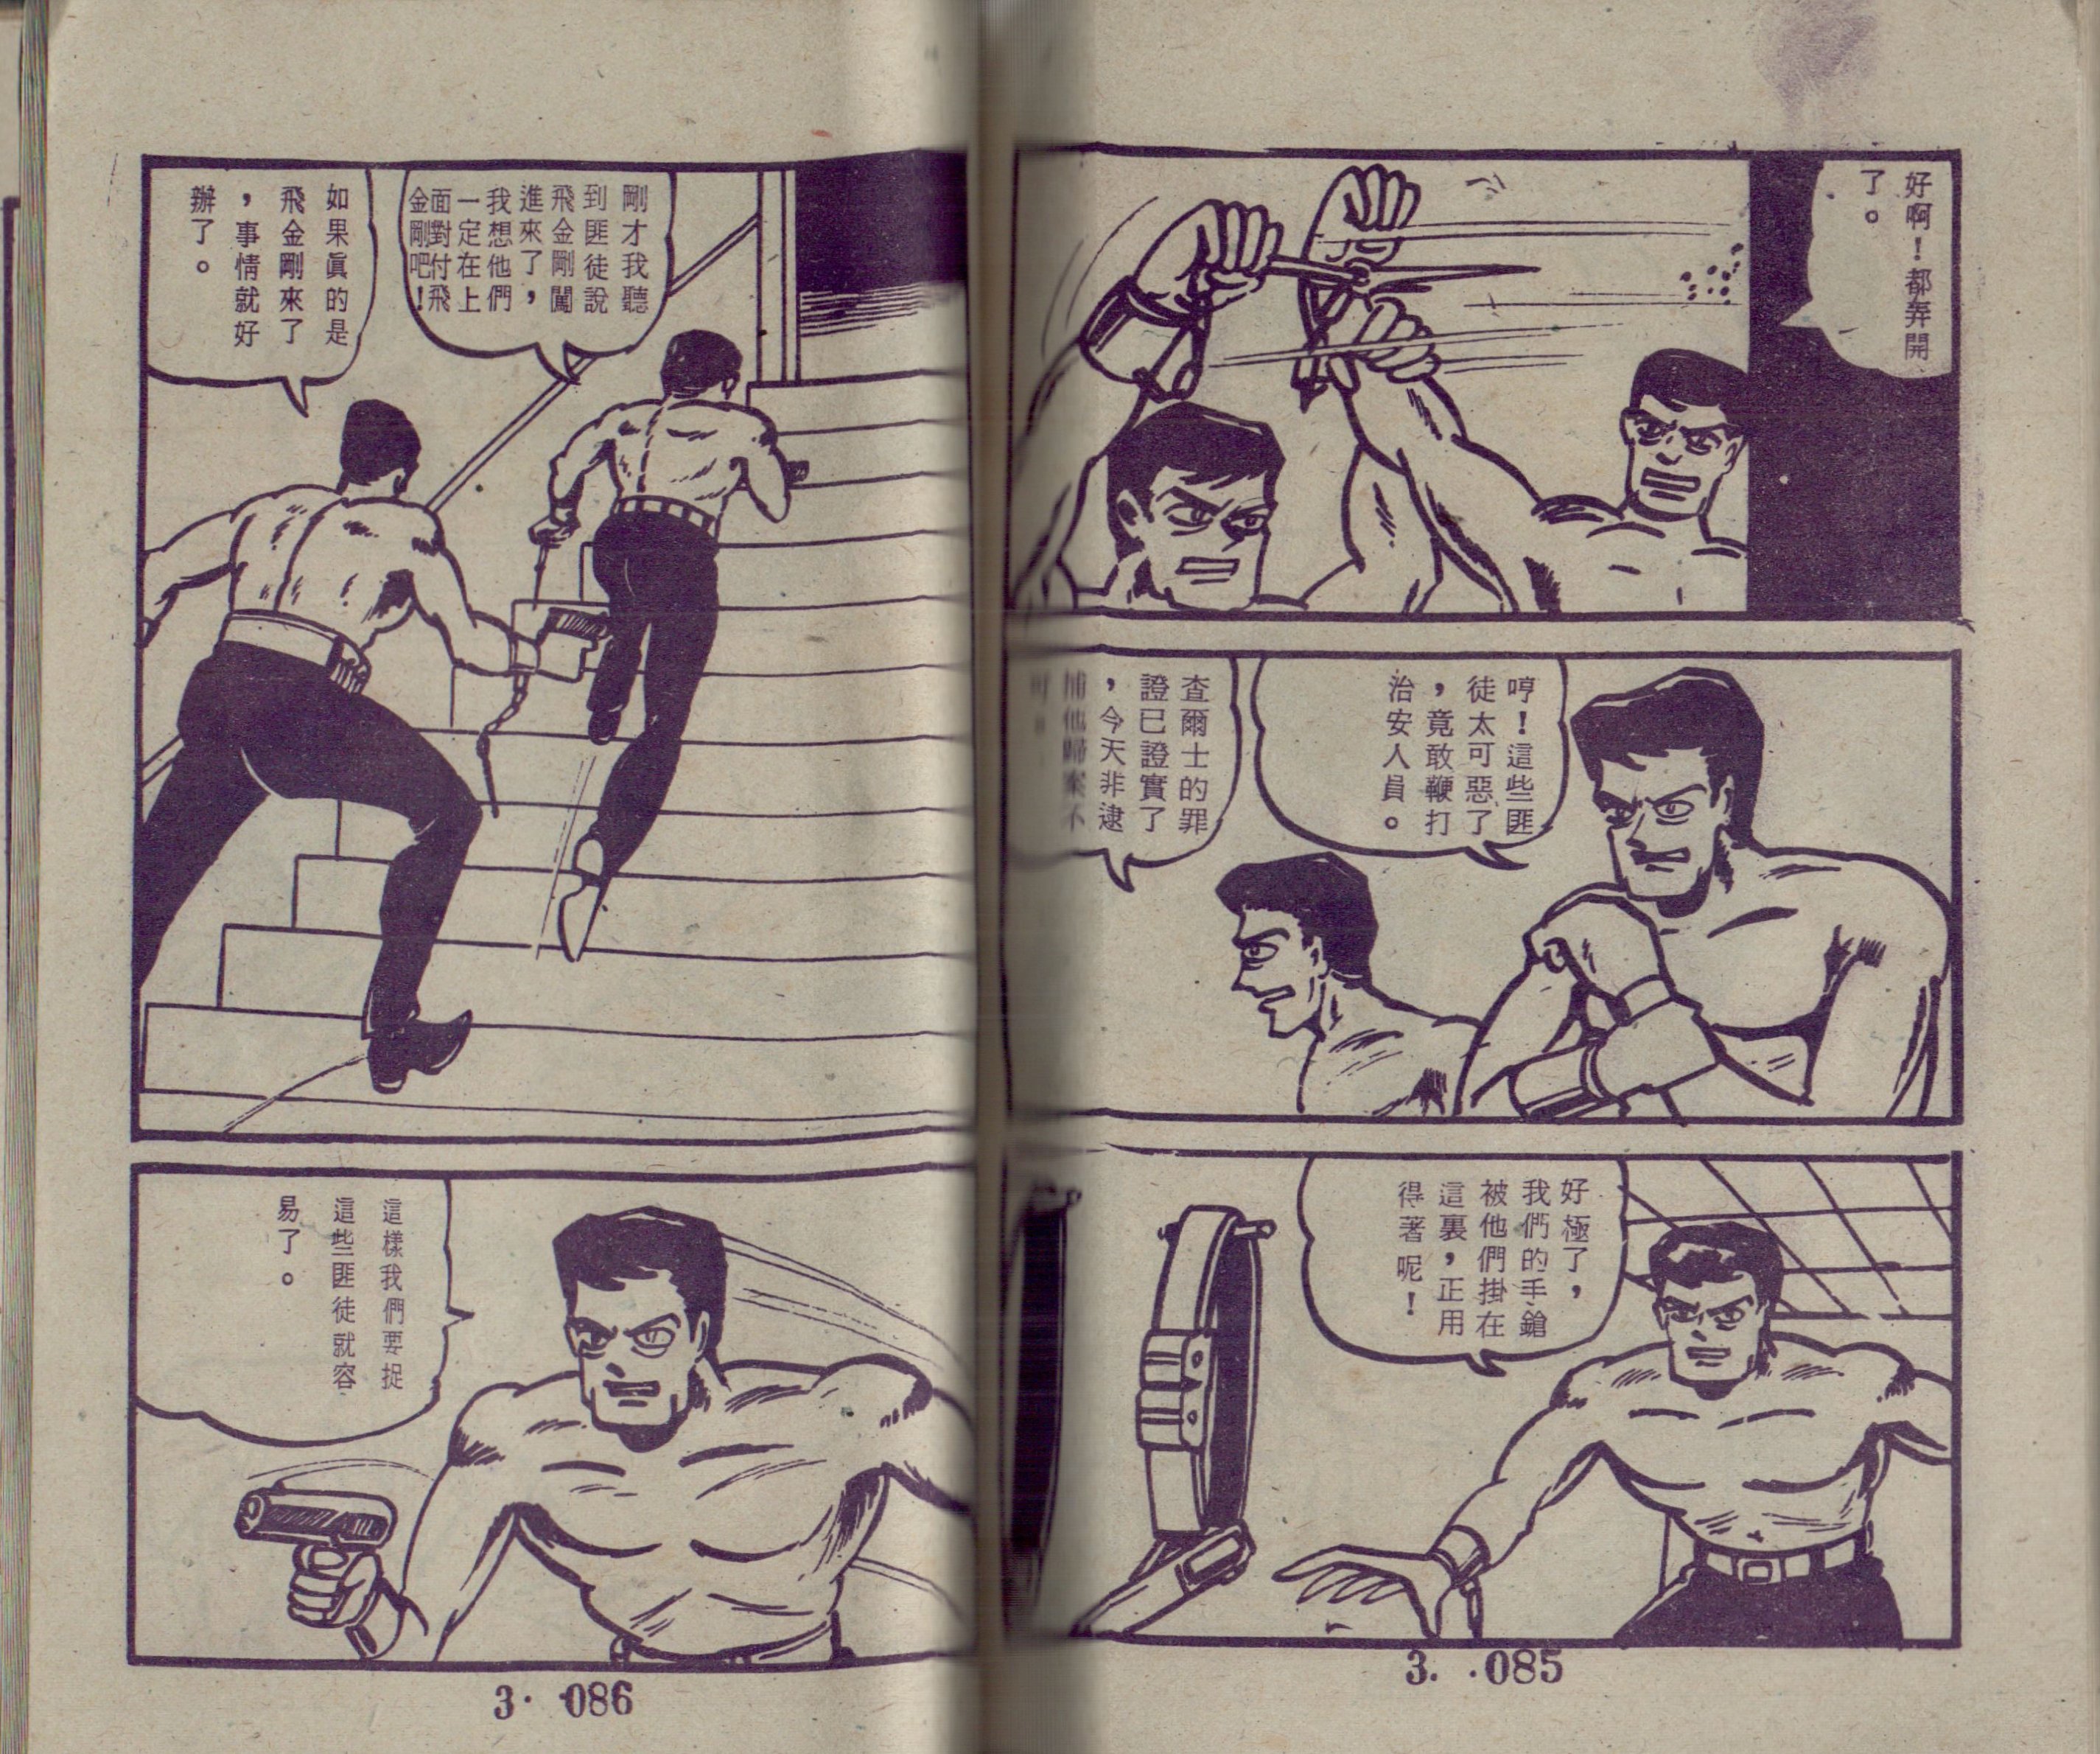 好啊！都弄開
了。
哼！這些匪
徒太可惡了
，竟敢鞭打
治安人員。
查爾士的罪
證已證實了
，今天非逮
捕他歸案不
好極了，
我們的手鎗
被他們掛在
這裏，正用
得著呢！
3. .085
剛才我聽
到匪徒說
飛金剛闖
進來了，
我想他們
一定在上
面對付飛
金剛吧！
如果眞的是
飛金剛來了
，事情就好
辦了。
這樣我們要捉
這些匪徒就容
易了。
3. .086